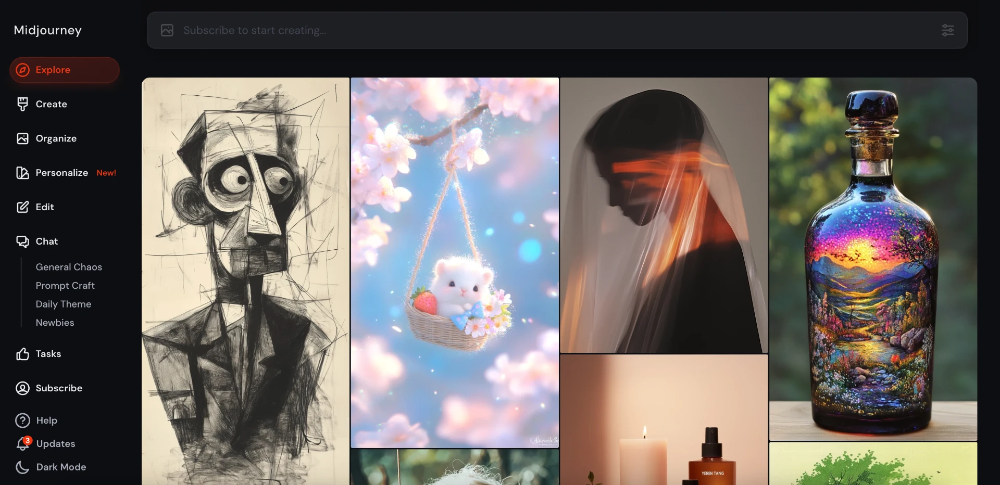 Midjourney
Subscribe to start creating...
Explore
Create
Organize
Personalize New!
Edit
Chat
General Chaos
Prompt Craft
Daily Theme
Newbies
Tasks
Subscribe
Help
3
Updates
Dark Mode
YEREN TANG